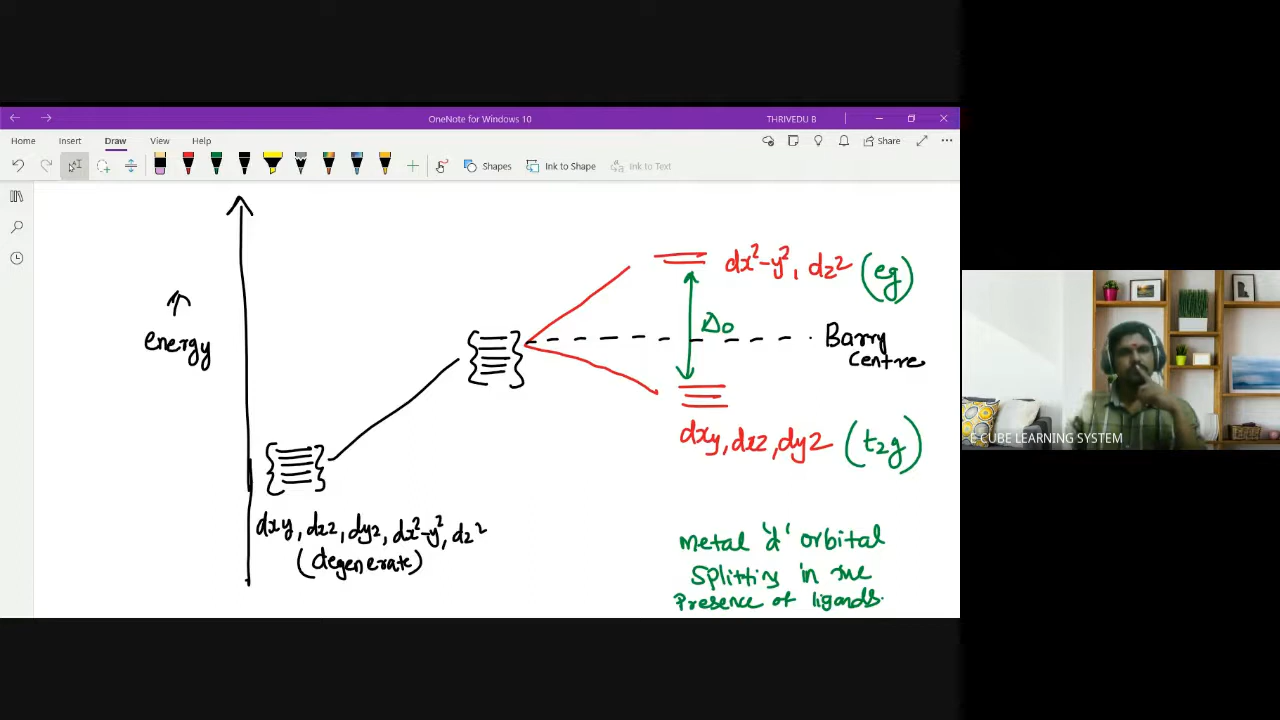 OneNote for Windows 10
THRIVEDU B
Home Insert Draw View Help
Share
Shapes
Ink to Shape
Ink to Text
↑
energy
dx²-y², dz² (eg)
Δo
Barry
Centre
dxy, dxz, dyz (t₂g)
dxy, dxz, dyz, dx²-y², dz²
(degenerate)
Metal 'd' orbital
Splitting in the
Presence of ligands.
E CUBE LEARNING SYSTEM